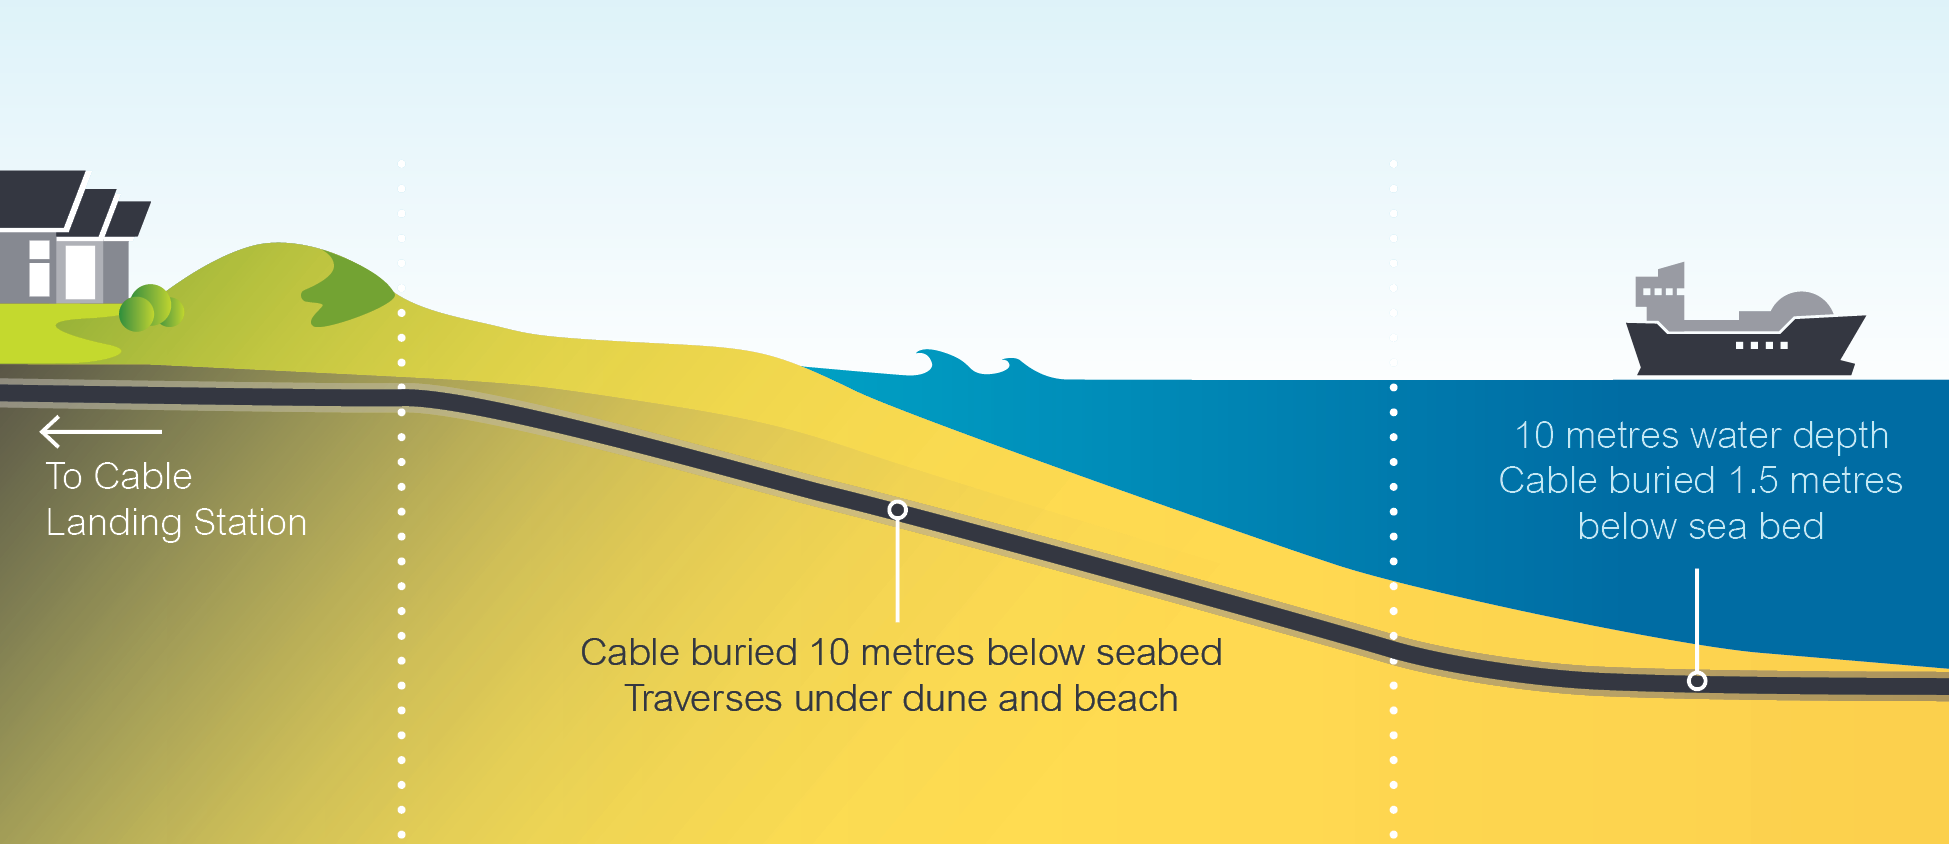 To Cable
Landing Station
Cable buried 10 metres below seabed
Traverses under dune and beach
10 metres water depth
Cable buried 1.5 metres
below sea bed